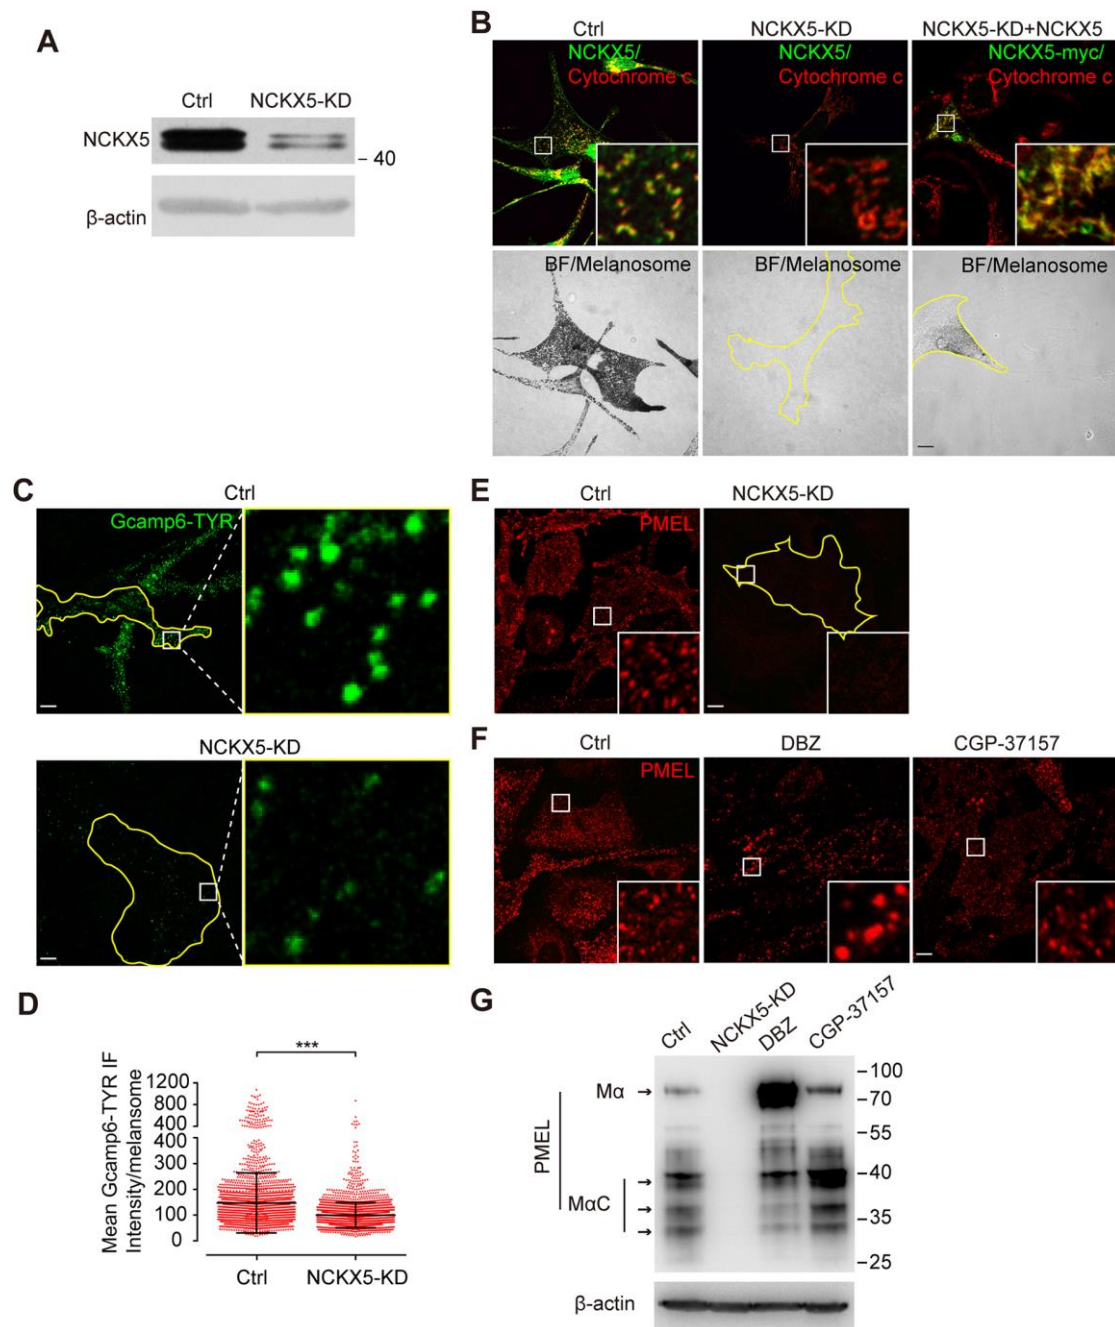 A
Ctrl NCKX5-KD
NCKX5
- 40
β-actin
B
Ctrl NCKX5-KD NCKX5-KD+NCKX5
NCKX5/ NCKX5/ NCKX5-myc/
Cytochrome c Cytochrome c Cytochrome c
BF/Melanosome BF/Melanosome BF/Melanosome
C
Ctrl
Gcamp6-TYR
NCKX5-KD
D
***
Mean Gcamp6-TYR IF
Intensity/melansome
1200
800
400
400
300
200
100
0
Ctrl NCKX5-KD
E
Ctrl NCKX5-KD
PMEL
F
Ctrl DBZ CGP-37157
PMEL
G
Ctrl NCKX5-KD DBZ CGP-37157
PMEL
Mα
MαC
-100
-70
-55
-40
-35
-25
β-actin